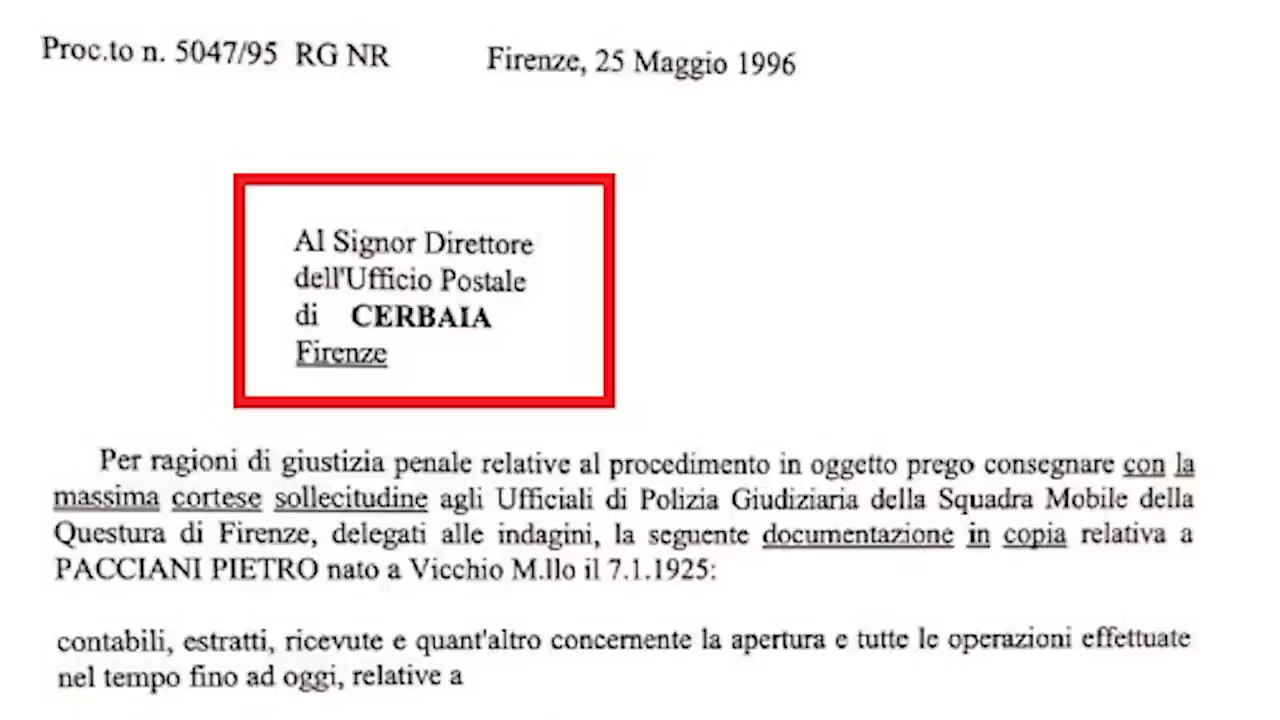 Proc.to n. 5047/95 RG NR Firenze, 25 Maggio 1996
Al Signor Direttore
dell'Ufficio Postale
di CERBAIA
Firenze
Per ragioni di giustizia penale relative al procedimento in oggetto prego consegnare con la
massima cortese sollecitudine agli Ufficiali di Polizia Giudiziaria della Squadra Mobile della
Questura di Firenze, delegati alle indagini, la seguente documentazione in copia relativa a
PACCIANI PIETRO nato a Vicchio M.llo il 7.1.1925:
contabili, estratti, ricevute e quant'altro concernente la apertura e tutte le operazioni effettuate
nel tempo fino ad oggi, relative a